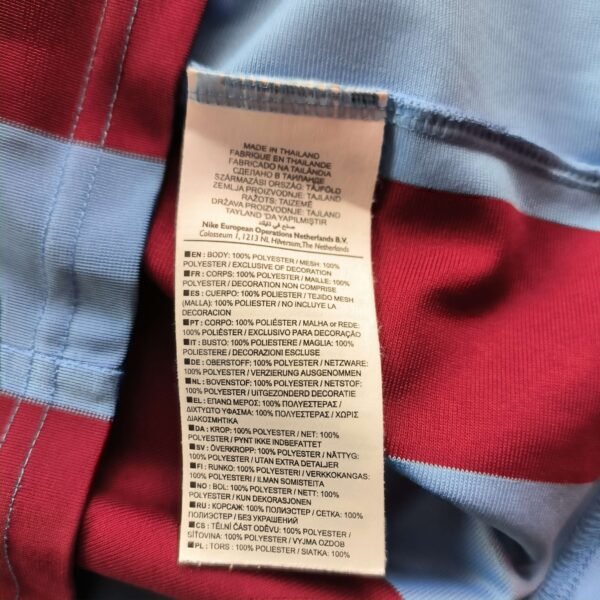 MADE IN THAILAND
FABRIQUE EN THAILANDE
FABRICADO NA TAILÂNDIA
СДЕЛАНО В ТАИЛАНДЕ
SZÁRMAZÁSI ORSZÁG: TÁJFÖLD
ZEMLJA PROIZVODNJE: TAJLAND
RAŽOTS: TAIZEMĒ
DRŽAVA PROIZVODNJE: TAJLAND
TAYLAND 'DA YAPILMIŞTIR
صنع في تايلاند
Nike European Operations Netherlands B.V.
Colosseum 1, 1213 NL Hilversum, The Netherlands
■EN : BODY: 100% POLYESTER / MESH: 100%
POLYESTER / EXCLUSIVE OF DECORATION
■FR : CORPS: 100% POLYESTER / MAILLE: 100%
POLYESTER / DECORATION NON COMPRISE
■ES : CUERPO: 100% POLIESTER / TEJIDO MESH
(MALLA): 100% POLIESTER / NO INCLUYE LA
DECORACION
■PT : CORPO: 100% POLIÉSTER / MALHA or REDE:
100% POLIÉSTER / EXCLUSIVO PARA DECORAÇÃO
■IT : BUSTO: 100% POLIESTERE / MAGLIA: 100%
POLIESTERE / DECORAZIONI ESCLUSE
■DE : OBERSTOFF: 100% POLYESTER / NETZWARE:
100% POLYESTER / VERZIERUNG AUSGENOMMEN
■NL : BOVENSTOF: 100% POLYESTER / NETSTOF:
100% POLYESTER / UITGEZONDERD DECORATIE
■EL : ΕΠΑΝΩ ΜΕΡΟΣ: 100% ΠΟΛΥΕΣΤΕΡΑΣ /
ΔΙΧΤΥΩΤΟ ΥΦΑΣΜΑ: 100% ΠΟΛΥΕΣΤΕΡΑΣ / ΧΩΡΙΣ
ΔΙΑΚΟΣΜΗΤΙΚΑ
■DA : KROP: 100% POLYESTER / NET: 100%
POLYESTER / PYNT IKKE INDBEFATTET
■SV : ÖVERKROPP: 100% POLYESTER / NÄTTYG:
100% POLYESTER / UTAN EXTRA DETALJER
■FI : RUNKO: 100% POLYESTERI / VERKKOKANGAS:
100% POLYESTERI / ILMAN SOMISTEITA
■NO : BOL: 100% POLYESTER / NETT: 100%
POLYESTER / KUN DEKORASJONEN
■RU : КОРСАЖ: 100% ПОЛИЭСТЕР / СЕТКА: 100%
ПОЛИЭСТЕР / БЕЗ УКРАШЕНИЙ
■CS : TĚLNÍ ČÁST ODĚVU: 100% POLYESTER /
SÍŤOVINA: 100% POLYESTER / VYJMA OZDOB
■PL : TORS : 100% POLIESTER / SIATKA: 100%